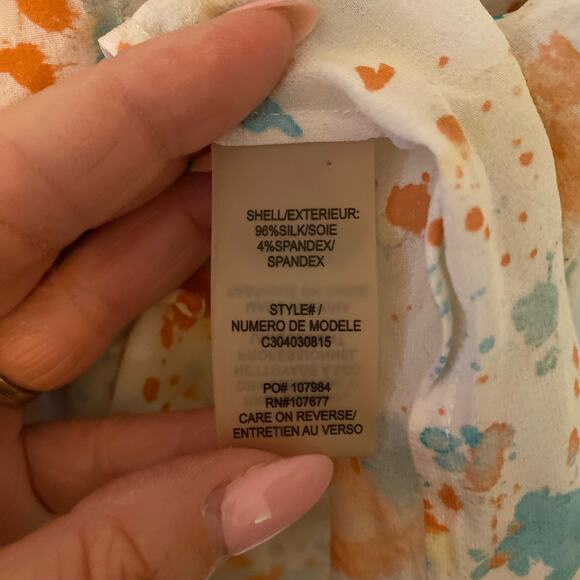 SHELL/EXTERIEUR:
96%SILK/SOIE
4%SPANDEX/
SPANDEX
STYLE# /
NUMERO DE MODELE
C304030815
PO# 107984
RN#107677
CARE ON REVERSE/
ENTRETIEN AU VERSO